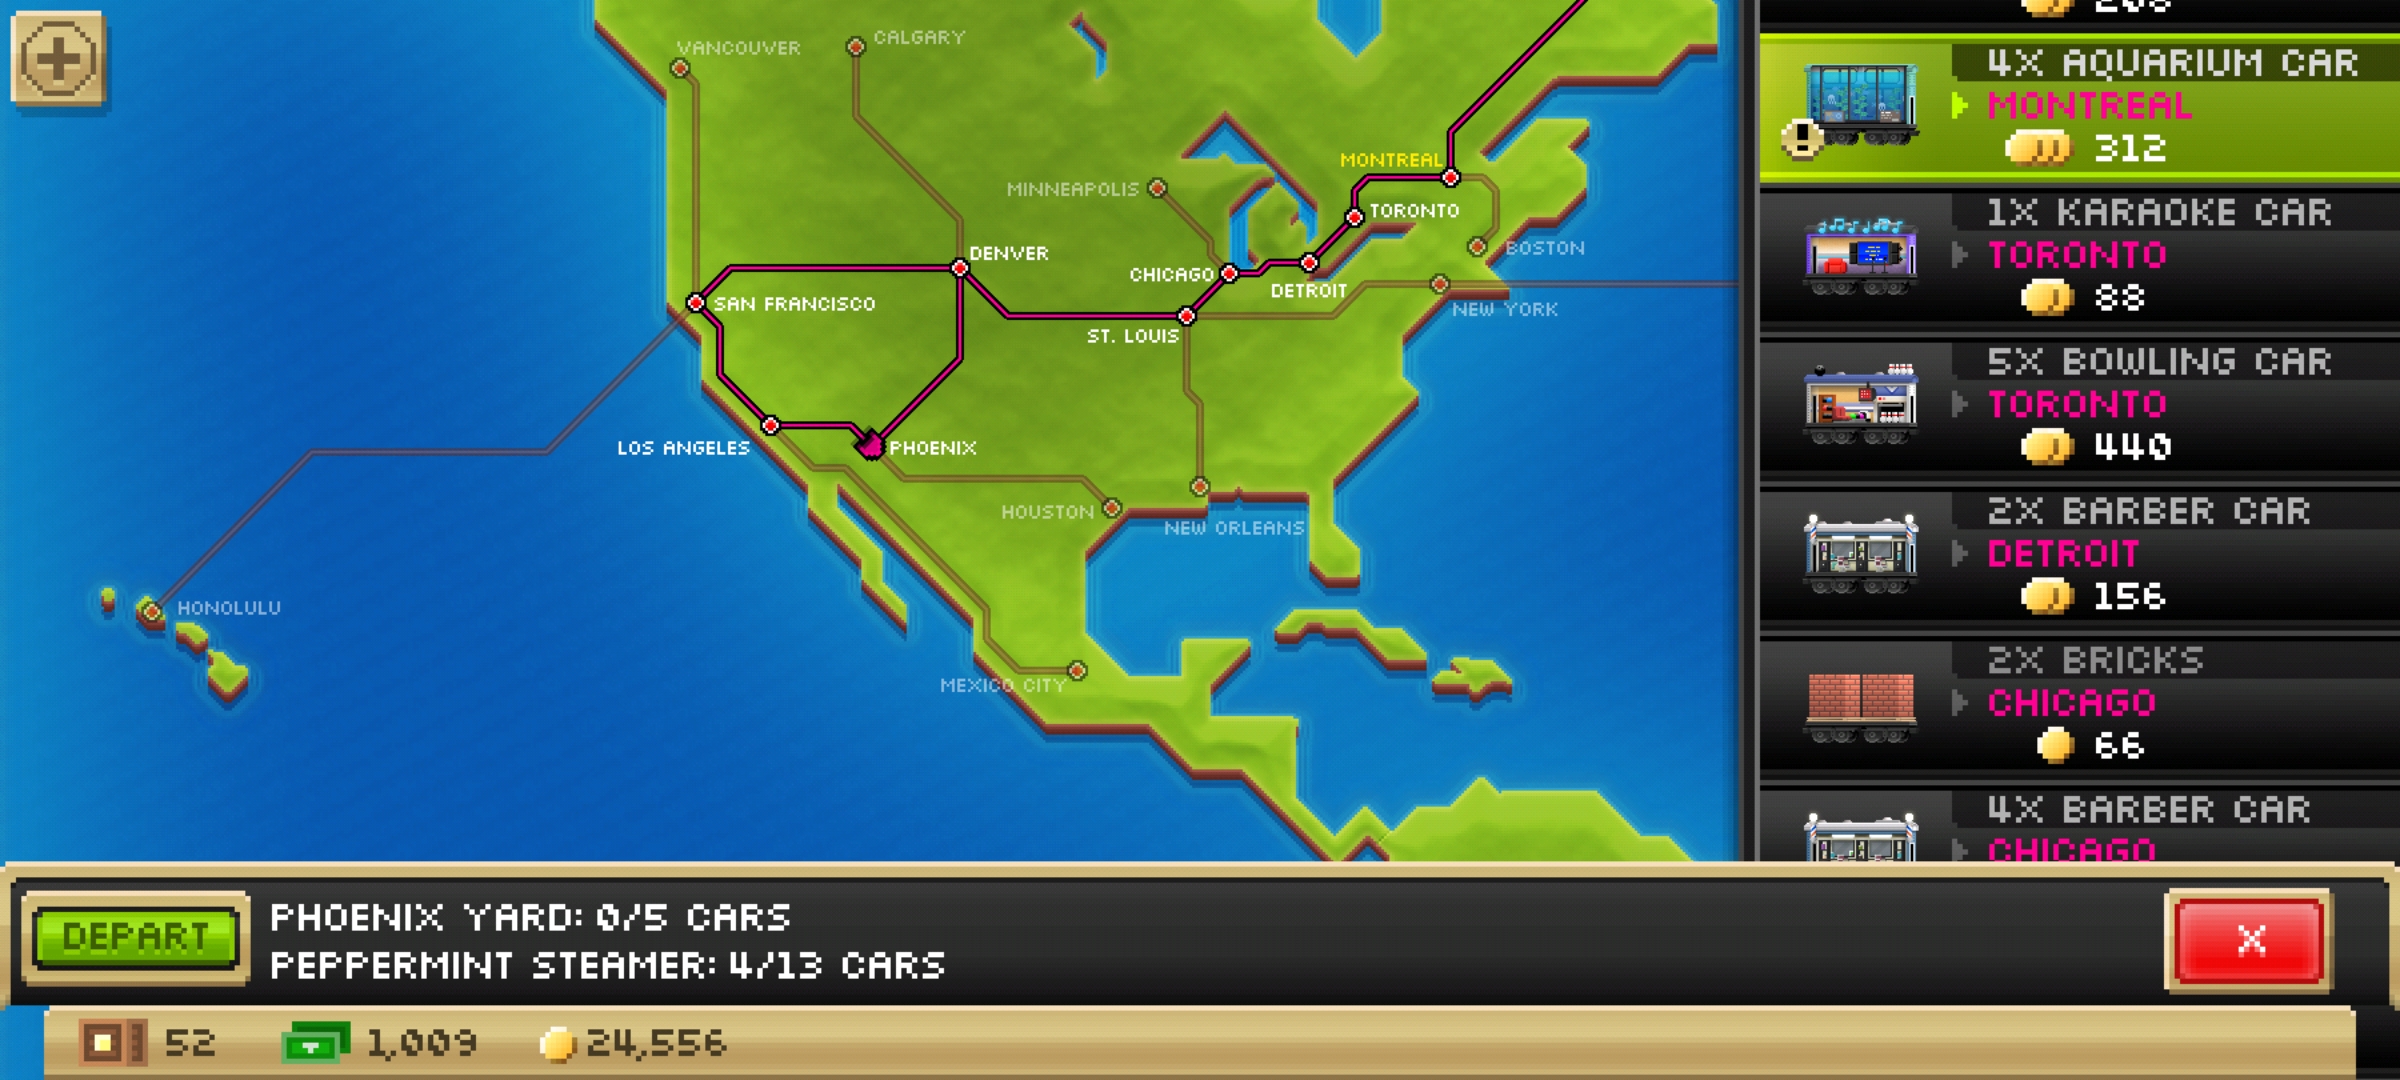 VANCOUVER
CALGARY
MINNEAPOLIS
MONTREAL
TORONTO
BOSTON
DENVER
CHICAGO
DETROIT
SAN FRANCISCO
NEW YORK
ST. LOUIS
LOS ANGELES
PHOENIX
HOUSTON
NEW ORLEANS
HONOLULU
MEXICO CITY
208
4X AQUARIUM CAR
MONTREAL
312
1X KARAOKE CAR
TORONTO
88
5X BOWLING CAR
TORONTO
440
2X BARBER CAR
DETROIT
156
2X BRICKS
CHICAGO
66
4X BARBER CAR
CHICAGO
DEPART
PHOENIX YARD: 0/5 CARS
PEPPERMINT STEAMER: 4/13 CARS
X
52
1,009
24,556